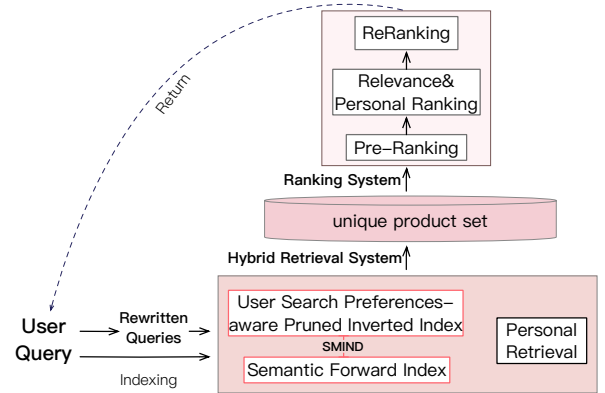 ReRanking
Relevance&
Personal Ranking
Pre-Ranking
Return
Ranking System
unique product set
Hybrid Retrieval System
User
Query
Rewritten
Queries
Indexing
User Search Preferences-
aware Pruned Inverted Index
SMIND
Semantic Forward Index
Personal
Retrieval